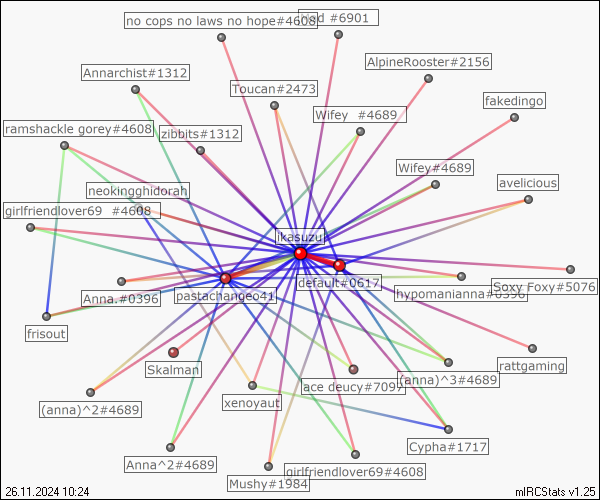 no cops no laws no hope#4608
#6901
Annarchist#1312
AlpineRooster#2156
Toucan#2473
fakedingo
Wifey #4689
ramshackle gorey#4608
zibbits#1312
Wifey#4689
neokingghidorah
avelicious
girlfriendlover69 #4608
ikasuzu
default#0617
Anna.#0396
pastachangeo41
hypomanianna#0396
Soxy Foxy#5076
frisout
Skalman
rattgaming
ace deucy#7097
(anna)^3#4689
(anna)^2#4689
xenoyaut
Cypha#1717
Anna^2#4689
girlfriendlover69#4608
Mushy#1984
26.11.2024 10:24
mIRCStats v1.25